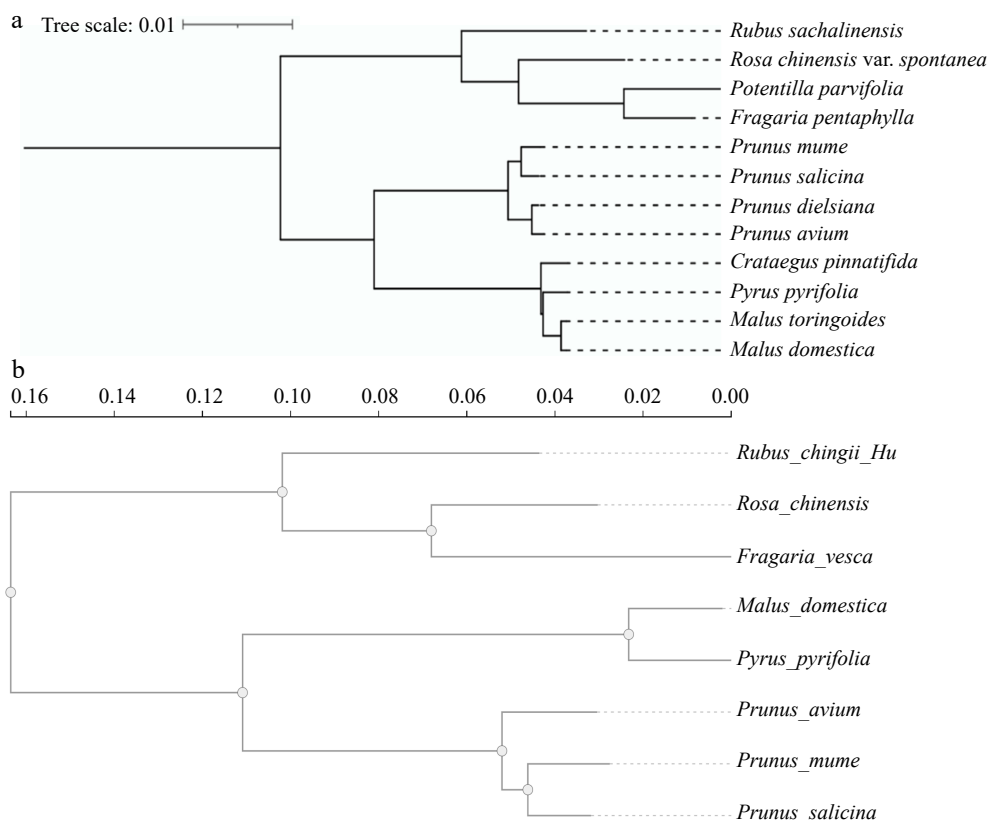 a
Tree scale: 0.01
Rubus sachalinensis
Rosa chinensis var. spontanea
Potentilla parvifolia
Fragaria pentaphylla
Prunus mume
Prunus salicina
Prunus dielsiana
Prunus avium
Crataegus pinnatifida
Pyrus pyrifolia
Malus toringoides
Malus domestica
b
0.16 0.14 0.12 0.10 0.08 0.06 0.04 0.02 0.00
Rubus_chingii_Hu
Rosa_chinensis
Fragaria_vesca
Malus_domestica
Pyrus_pyrifolia
Prunus_avium
Prunus_mume
Prunus_salicina